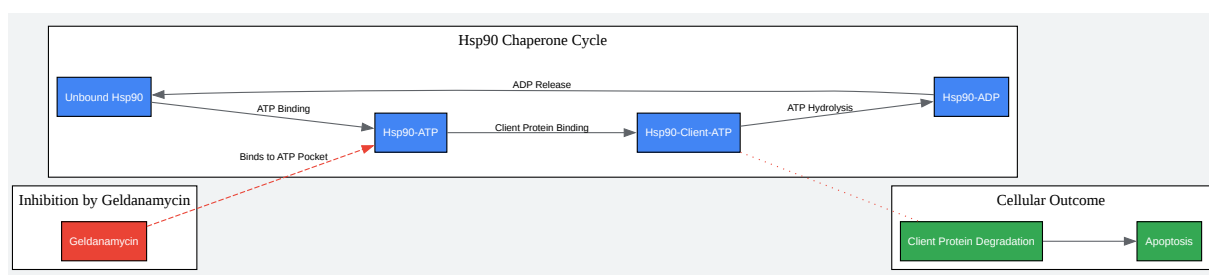 Hsp90 Chaperone Cycle
ADP Release
Unbound Hsp90
Hsp90-ADP
ATP Binding
ATP Hydrolysis
Hsp90-ATP
Client Protein Binding
Hsp90-Client-ATP
Binds to ATP Pocket
Inhibition by Geldanamycin
Cellular Outcome
Geldanamycin
Client Protein Degradation
Apoptosis